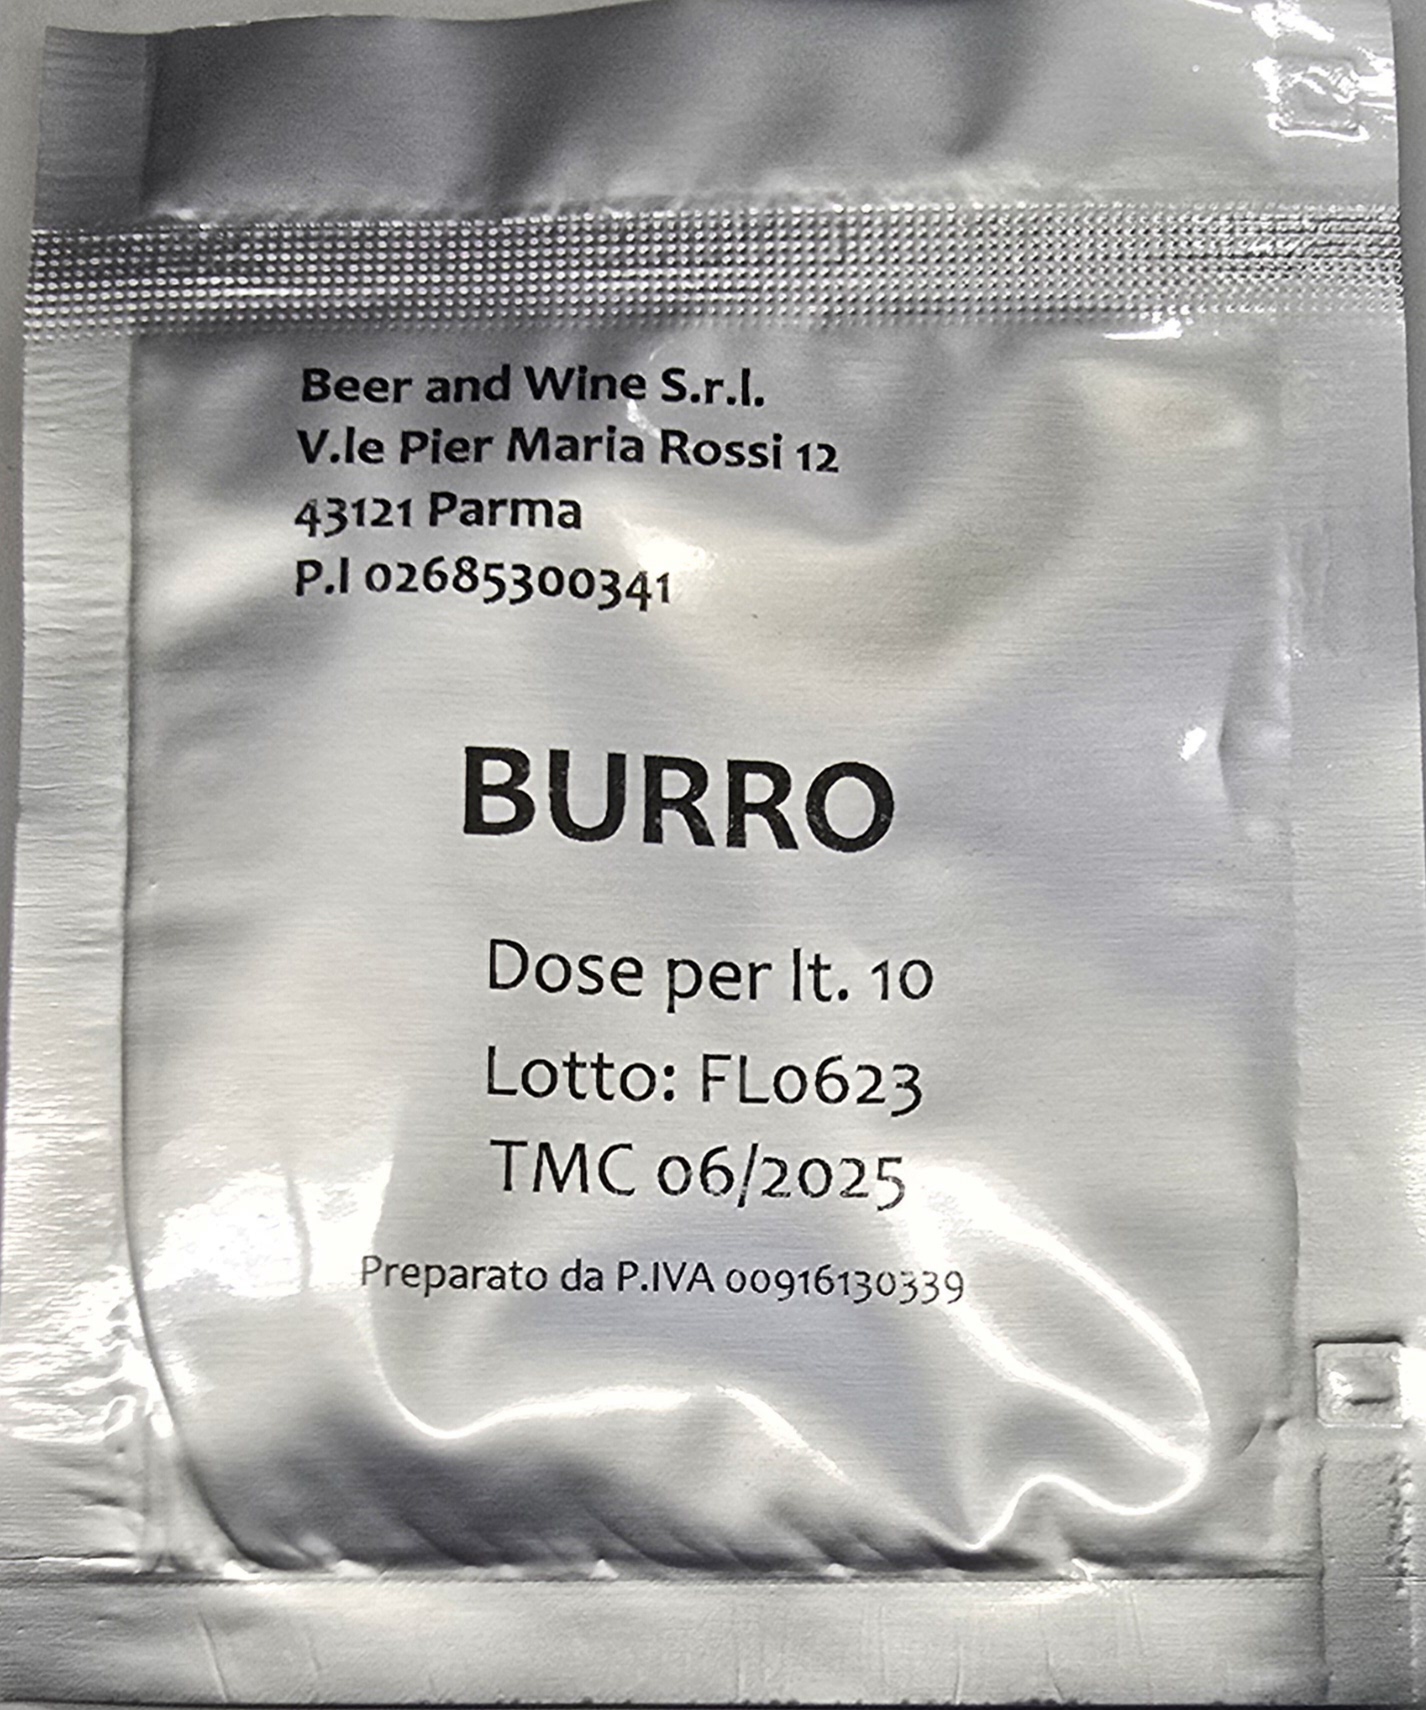 Beer and Wine S.r.l.
V.le Pier Maria Rossi 12
43121 Parma
P.I 02685300341
BURRO
Dose per lt. 10
Lotto: FL0623
TMC 06/2025
Preparato da P.IVA 00916130339